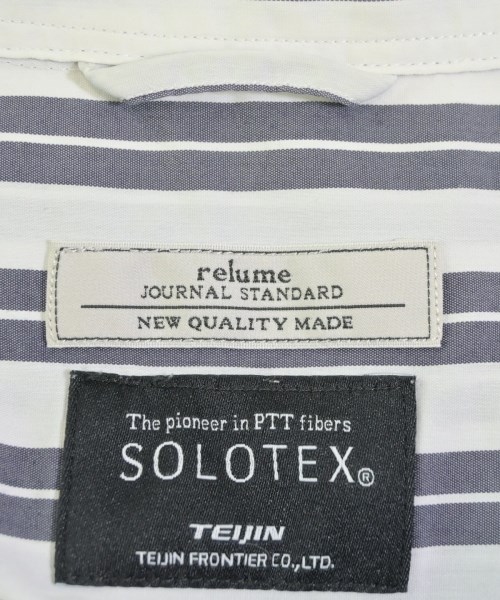 relume
JOURNAL STANDARD
NEW QUALITY MADE
The pioneer in PTT fibers
SOLOTEX®
TEIJIN
TEIJIN FRONTIER CO., LTD.